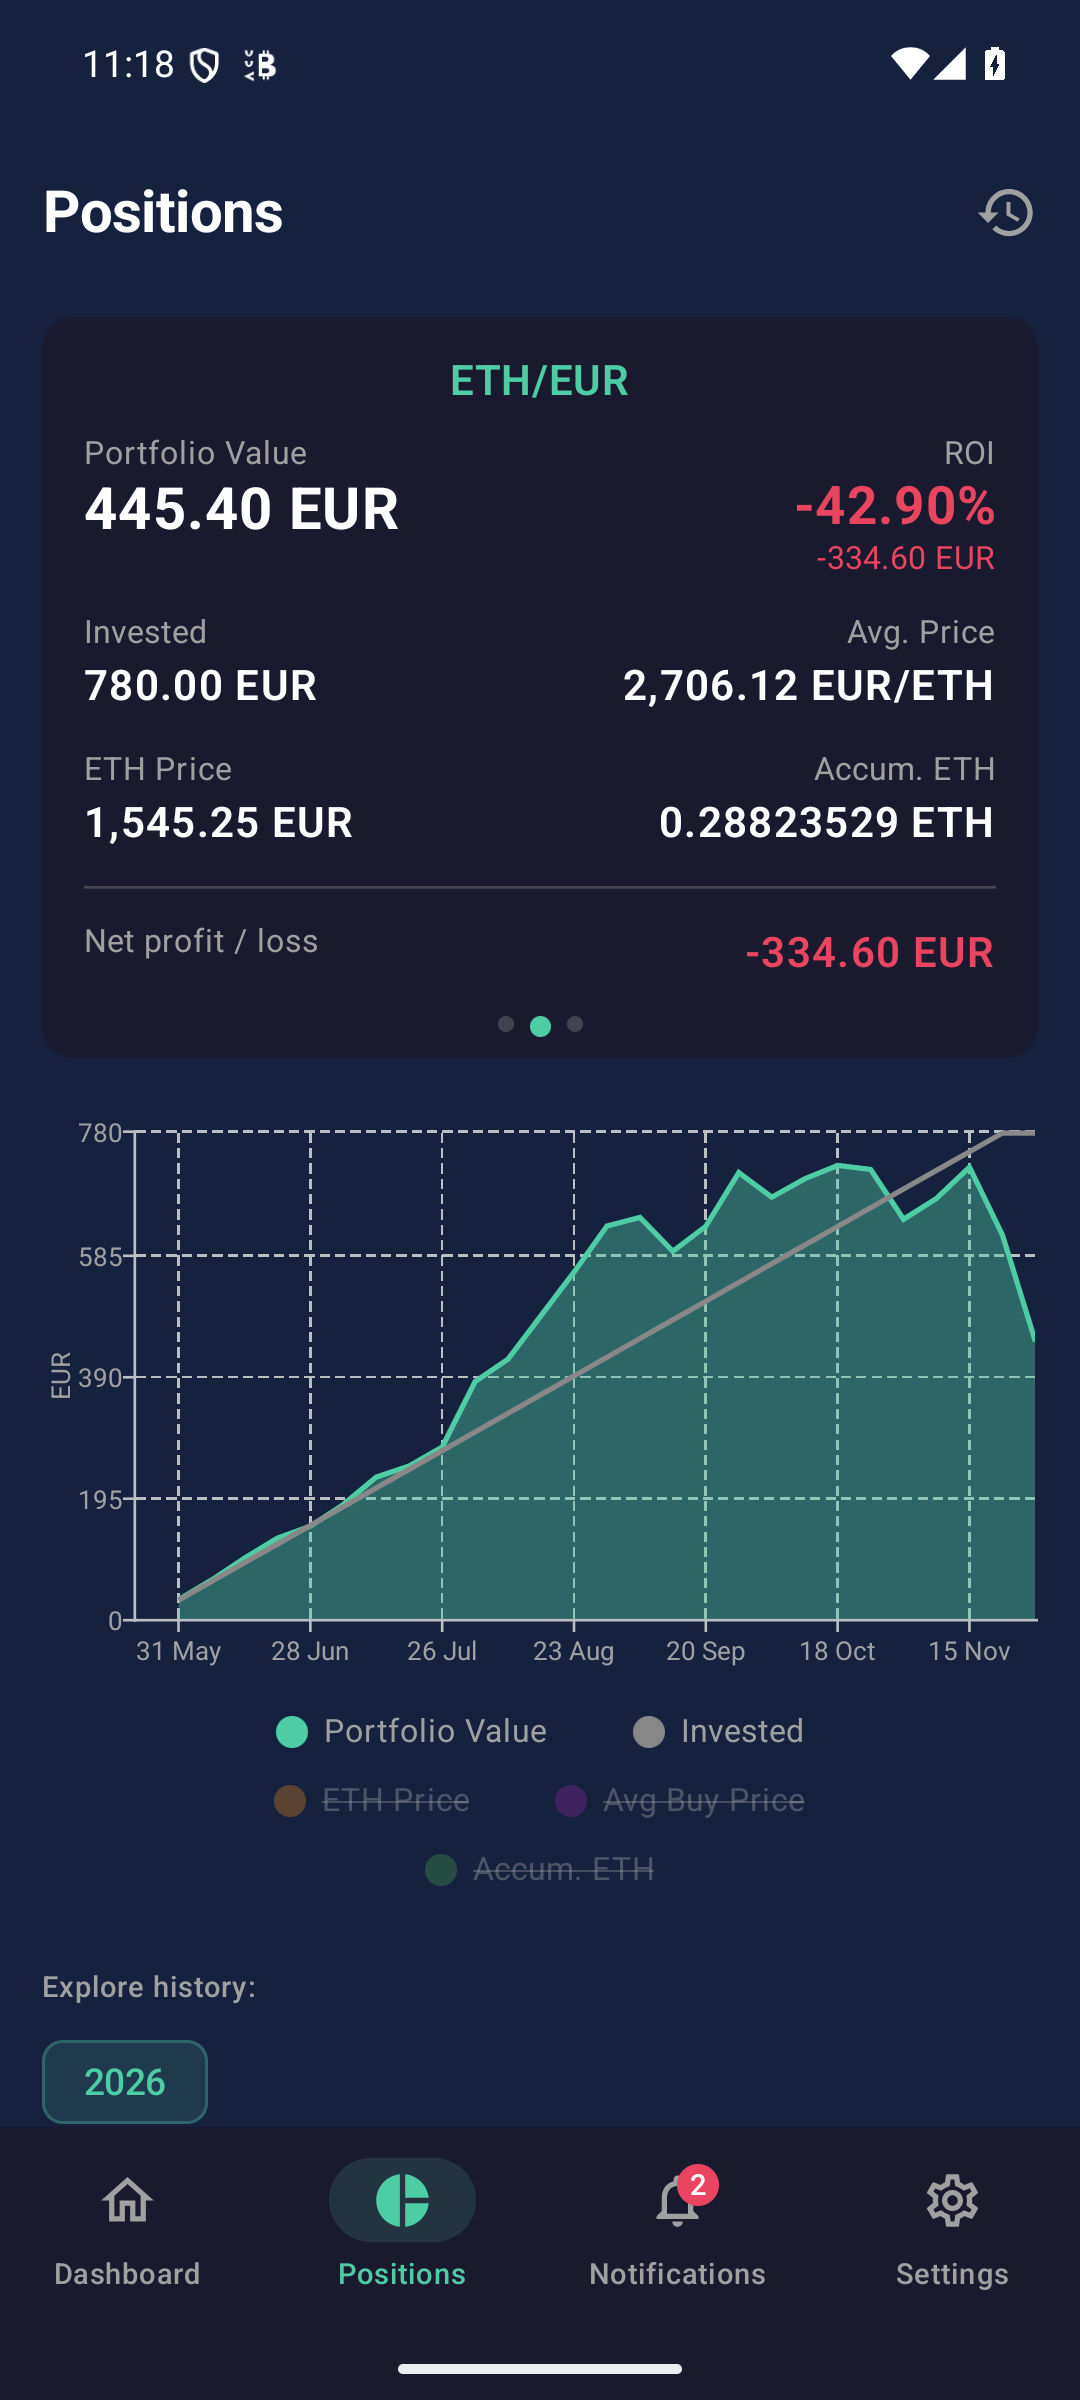 11:18
Positions
ETH/EUR
Portfolio Value ROI
445.40 EUR -42.90%
-334.60 EUR
Invested Avg. Price
780.00 EUR 2,706.12 EUR/ETH
ETH Price Accum. ETH
1,545.25 EUR 0.28823529 ETH
Net profit / loss -334.60 EUR
780
585
390
195
0
EUR
31 May 28 Jun 26 Jul 23 Aug 20 Sep 18 Oct 15 Nov
Portfolio Value Invested
ETH Price Avg Buy Price
Accum. ETH
Explore history:
2026
2
Dashboard Positions Notifications Settings